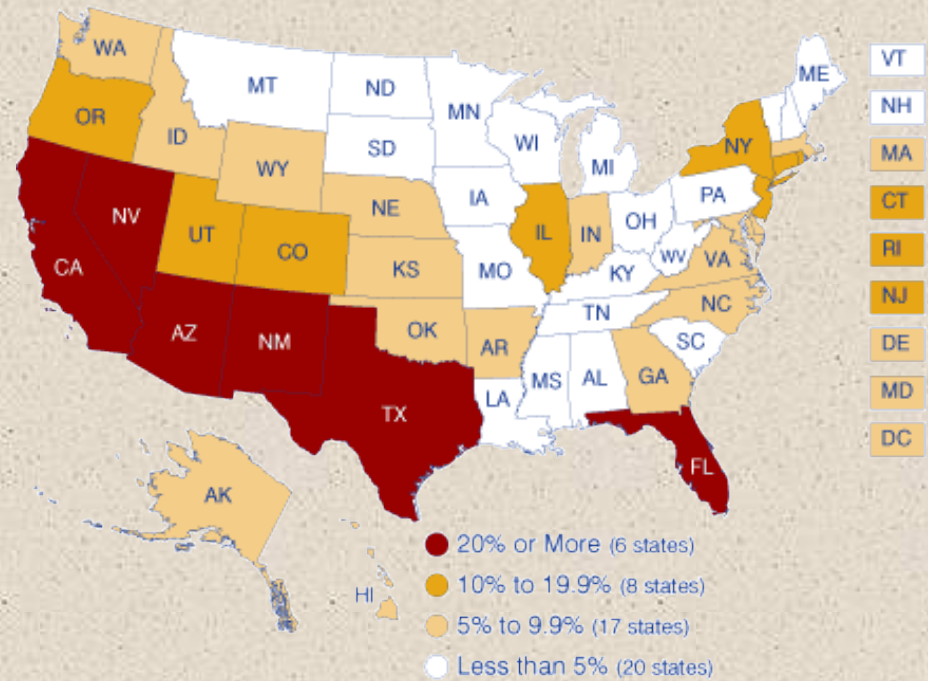 WA
MT
ND
MN
ME
VT
OR
ID
SD
WI
MI
NY
NH
WY
IA
PA
MA
NV
UT
CO
NE
IL
IN
OH
CT
CA
KS
MO
KY
WV
VA
RI
AZ
NM
OK
AR
TN
NC
NJ
TX
LA
MS
AL
GA
SC
DE
MD
FL
DC
AK
HI
20% or More (6 states)
10% to 19.9% (8 states)
5% to 9.9% (17 states)
Less than 5% (20 states)